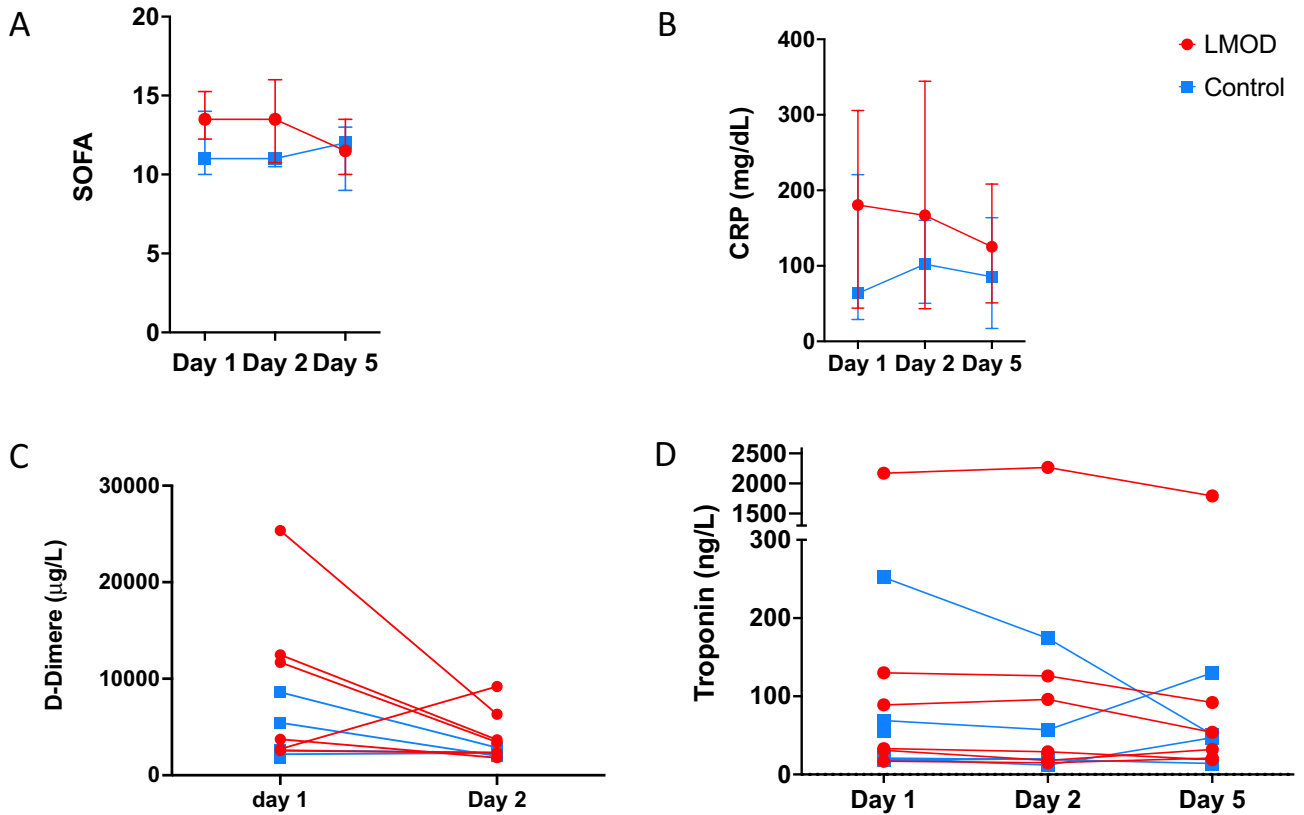 A
SOFA
20
15
10
5
0
Day 1 Day 2 Day 5
B
CRP (mg/dL)
400
300
200
100
0
Day 1 Day 2 Day 5
LMOD
Control
C
D-Dimere (μg/L)
30000
20000
10000
0
day 1 Day 2
D
Troponin (ng/L)
2500
2000
1500
300
200
100
0
Day 1 Day 2 Day 5